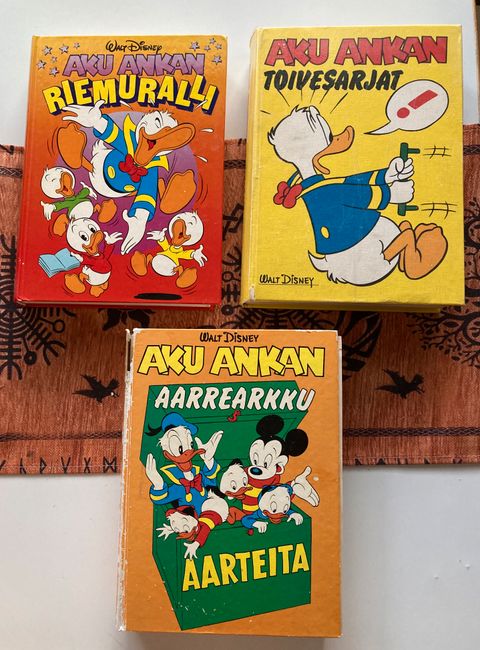 WALT DISNEY
AKU ANKAN
RIEMURALLI
AKU ANKAN
TOIVESARJAT
!
WALT DISNEY
WALT DISNEY
AKU ANKAN
AARREARKKU
S
AARTEITA